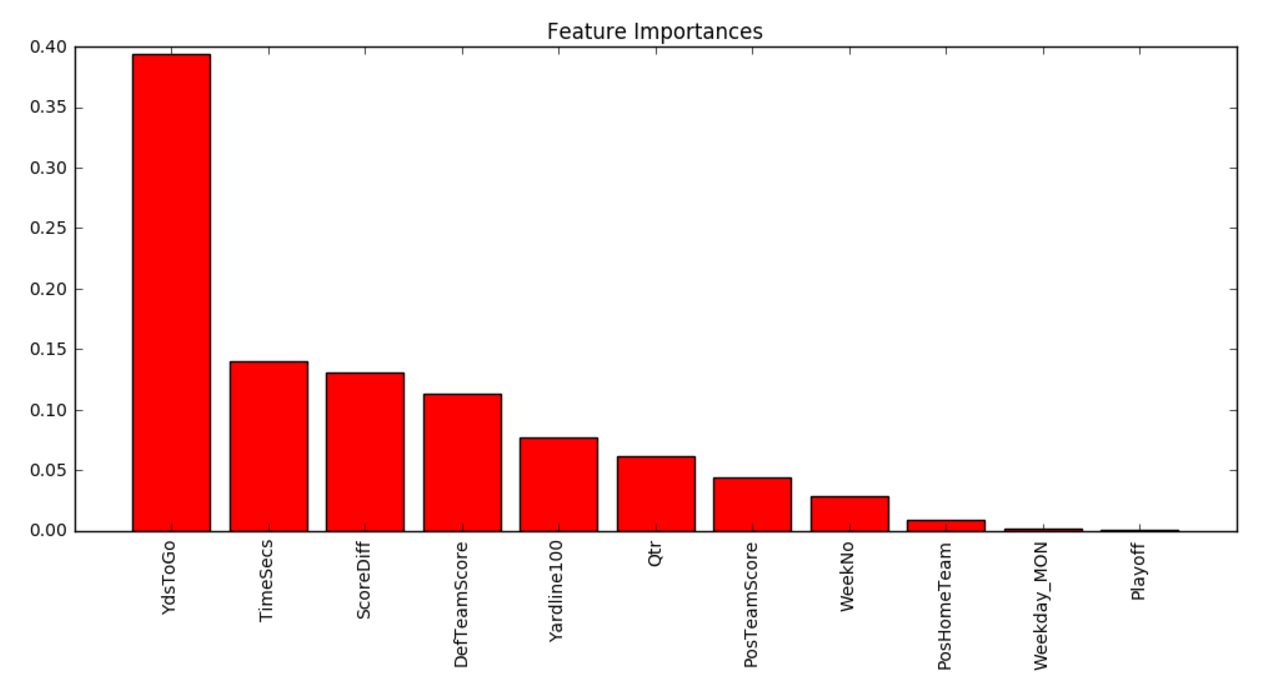 Feature Importances
0.40
0.35
0.30
0.25
0.20
0.15
0.10
0.05
0.00
YdsToGo
TimeSecs
ScoreDiff
DefTeamScore
Yardline100
Qtr
PosTeamScore
WeekNo
PosHomeTeam
Weekday_MON
Playoff